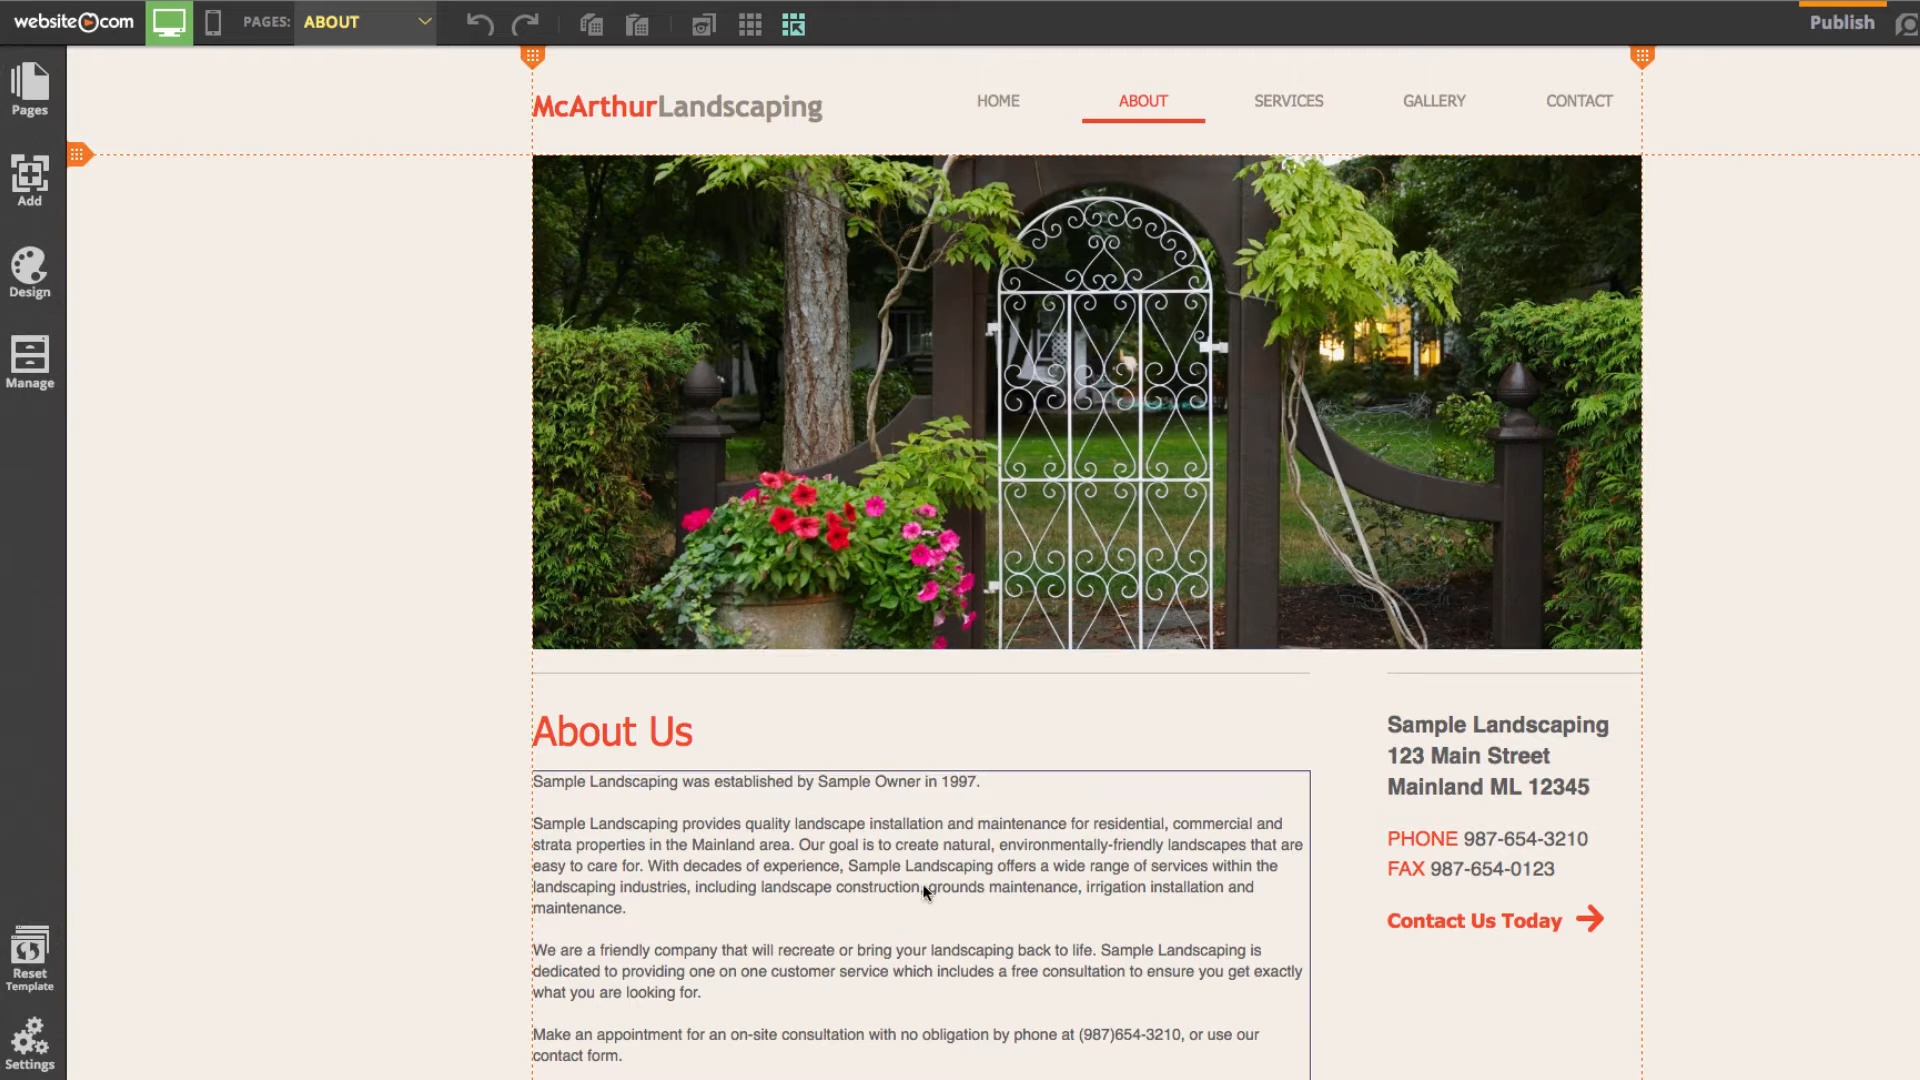 website.com
PAGES:
ABOUT
Publish
Pages
Add
Design
Manage
Reset
Template
Settings
McArthurLandscaping
HOME
ABOUT
SERVICES
GALLERY
CONTACT
About Us
Sample Landscaping was established by Sample Owner in 1997.
Sample Landscaping provides quality landscape installation and maintenance for residential, commercial and
strata properties in the Mainland area. Our goal is to create natural, environmentally-friendly landscapes that are
easy to care for. With decades of experience, Sample Landscaping offers a wide range of services within the
landscaping industries, including landscape construction, grounds maintenance, irrigation installation and
maintenance.
We are a friendly company that will recreate or bring your landscaping back to life. Sample Landscaping is
dedicated to providing one on one customer service which includes a free consultation to ensure you get exactly
what you are looking for.
Make an appointment for an on-site consultation with no obligation by phone at (987)654-3210, or use our
contact form.
Sample Landscaping
123 Main Street
Mainland ML 12345
PHONE 987-654-3210
FAX 987-654-0123
Contact Us Today